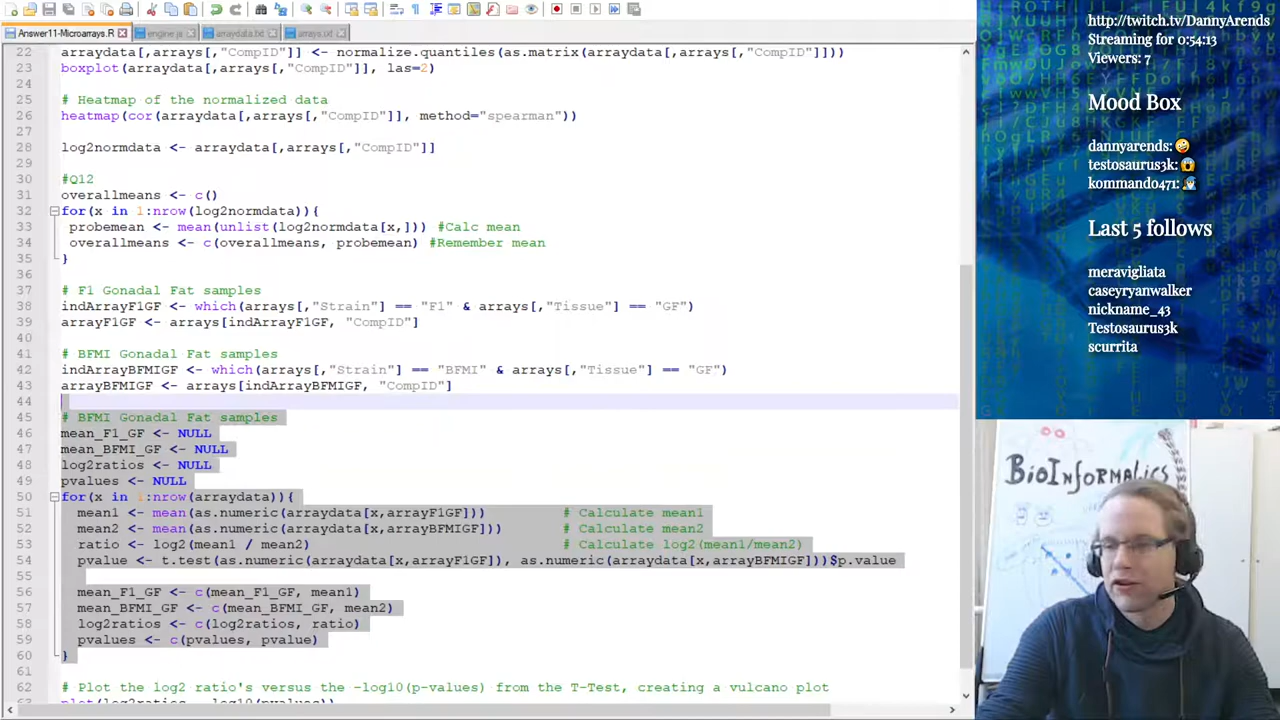 Answer11-Microarrays.R
engine.js
arraydata.txt
arrays.txt
22 arraydata[,arrays[,"CompID"]] <- normalize.quantiles(as.matrix(arraydata[,arrays[,"CompID"]]))
23 boxplot(arraydata[,arrays[,"CompID"]], las=2)
24
25 # Heatmap of the normalized data
26 heatmap(cor(arraydata[,arrays[,"CompID"]], method="spearman"))
27
28 log2normdata <- arraydata[,arrays[,"CompID"]]
29
30 #Q12
31 overallmeans <- c()
32 for(x in 1:nrow(log2normdata)){
33 probemean <- mean(unlist(log2normdata[x,])) #Calc mean
34 overallmeans <- c(overallmeans, probemean) #Remember mean
35 }
36
37 # F1 Gonadal Fat samples
38 indArrayF1GF <- which(arrays[,"Strain"] == "F1" & arrays[,"Tissue"] == "GF")
39 arrayF1GF <- arrays[indArrayF1GF, "CompID"]
40
41 # BFMI Gonadal Fat samples
42 indArrayBFMIGF <- which(arrays[,"Strain"] == "BFMI" & arrays[,"Tissue"] == "GF")
43 arrayBFMIGF <- arrays[indArrayBFMIGF, "CompID"]
44
45 # BFMI Gonadal Fat samples
46 mean_F1_GF <- NULL
47 mean_BFMI_GF <- NULL
48 log2ratios <- NULL
49 pvalues <- NULL
50 for(x in 1:nrow(arraydata)){
51 mean1 <- mean(as.numeric(arraydata[x,arrayF1GF])) # Calculate mean1
52 mean2 <- mean(as.numeric(arraydata[x,arrayBFMIGF])) # Calculate mean2
53 ratio <- log2(mean1 / mean2) # Calculate log2(mean1/mean2)
54 pvalue <- t.test(as.numeric(arraydata[x,arrayF1GF]), as.numeric(arraydata[x,arrayBFMIGF]))$p.value
55
56 mean_F1_GF <- c(mean_F1_GF, mean1)
57 mean_BFMI_GF <- c(mean_BFMI_GF, mean2)
58 log2ratios <- c(log2ratios, ratio)
59 pvalues <- c(pvalues, pvalue)
60 }
61
62 # Plot the log2 ratio's versus the -log10(p-values) from the T-Test, creating a vulcano plot
plot(log2ratios, -log10(pvalues))
http://twitch.tv/DannyArends
Streaming for 0:54:13
Viewers: 7
Mood Box
dannyarends:
testosaurus3k:
kommando471:
Last 5 follows
meravigliata
caseyryanwalker
nickname_43
Testosaurus3k
scurrita
BioInformatics